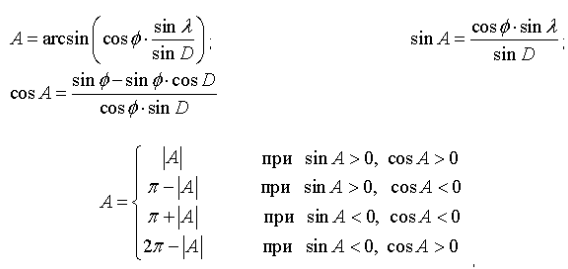 A = arcsin(cos ϕ · sin λ / sin D); sin A = cos ϕ · sin λ / sin D;
cos A = sin ϕ − sin ϕ · cos D / cos ϕ · sin D
A = { |A| при sin A > 0, cos A > 0
π − |A| при sin A > 0, cos A < 0
π + |A| при sin A < 0, cos A < 0
2π − |A| при sin A < 0, cos A > 0
.